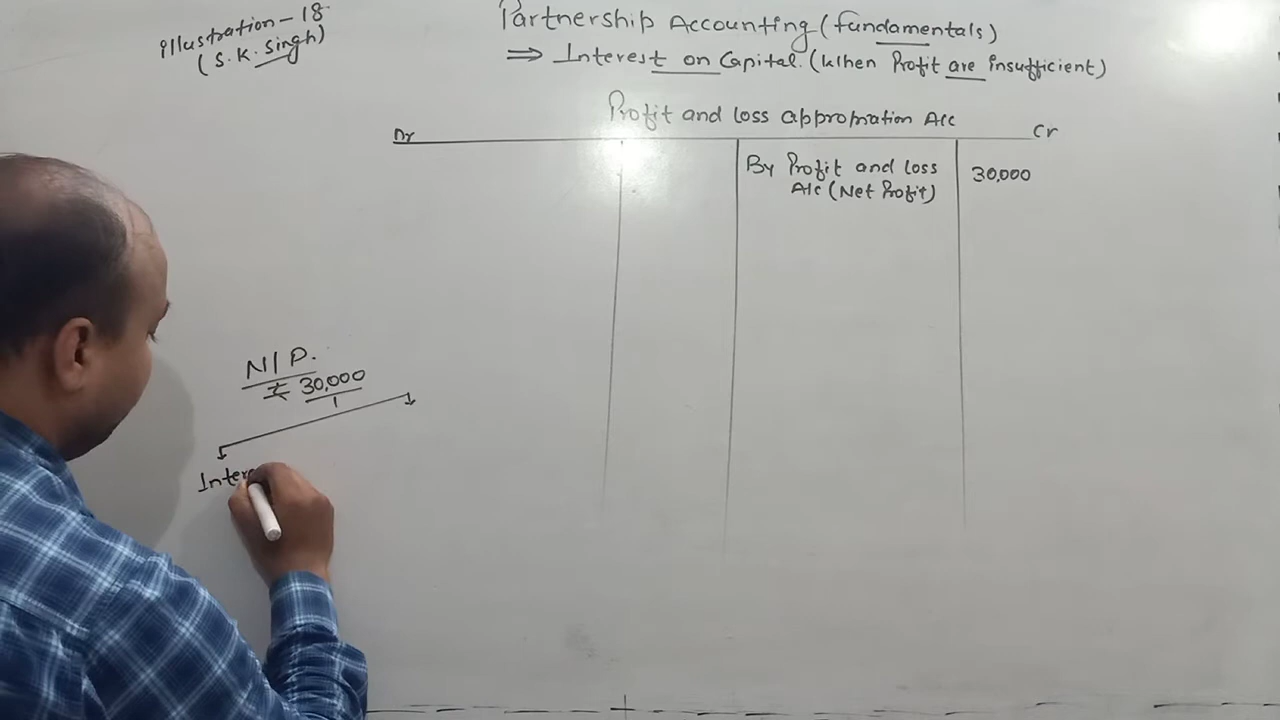 illustration-18
(S.K. Singh)
Partnership Accounting (fundamentals)
⇒ Interest on Capital. (When Profit are insufficient)
Profit and loss appropriation A/c
Dr
Cr
By Profit and loss
A/c (Net Profit)
30,000
N/P.
₹ 30,000